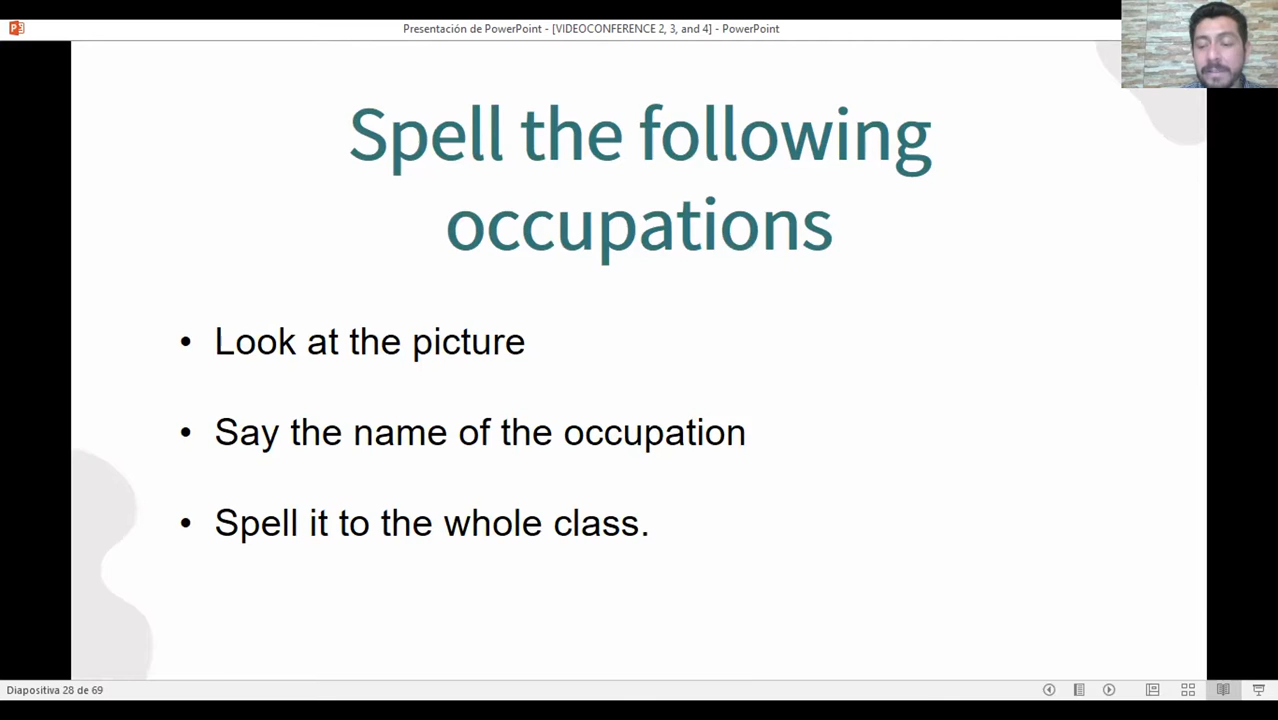 Presentación de PowerPoint - [VIDEOCONFERENCE 2, 3, and 4] - PowerPoint
Spell the following
occupations
• Look at the picture
• Say the name of the occupation
• Spell it to the whole class.
Diapositiva 28 de 69